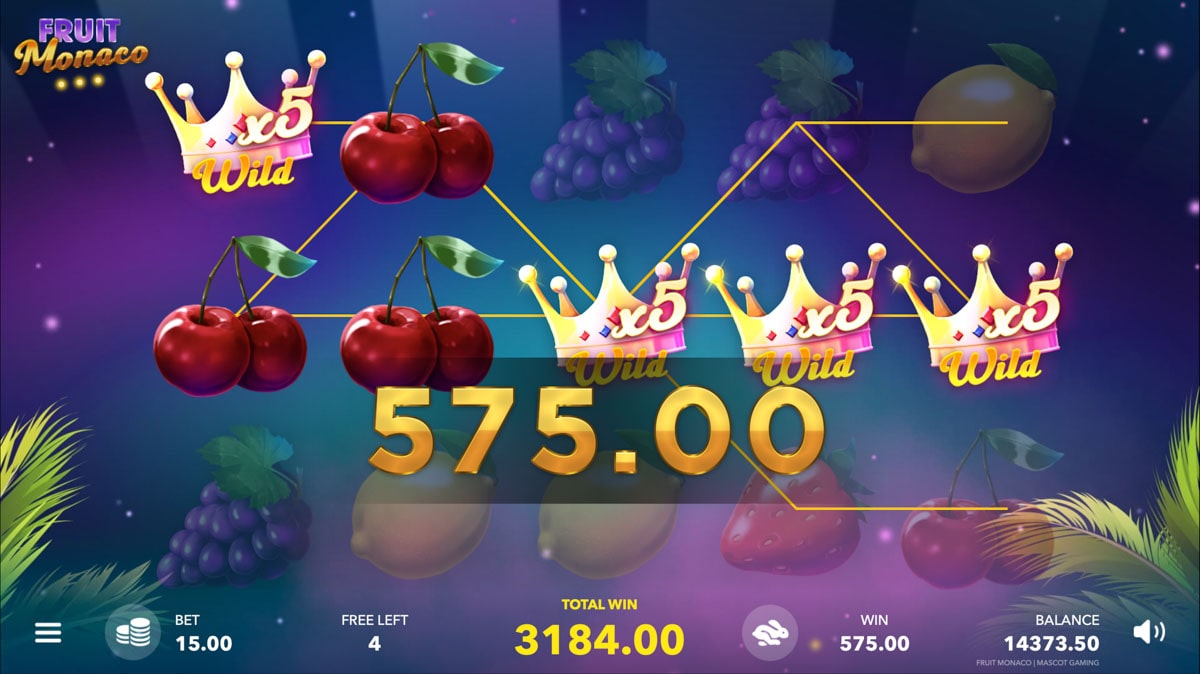 FRUIT
Monaco
x5
Wild
x5
Wild
x5
Wild
x5
Wild
575.00
BET
15.00
FREE LEFT
4
TOTAL WIN
3184.00
WIN
575.00
BALANCE
14373.50
FRUIT MONACO | MASCOT GAMING